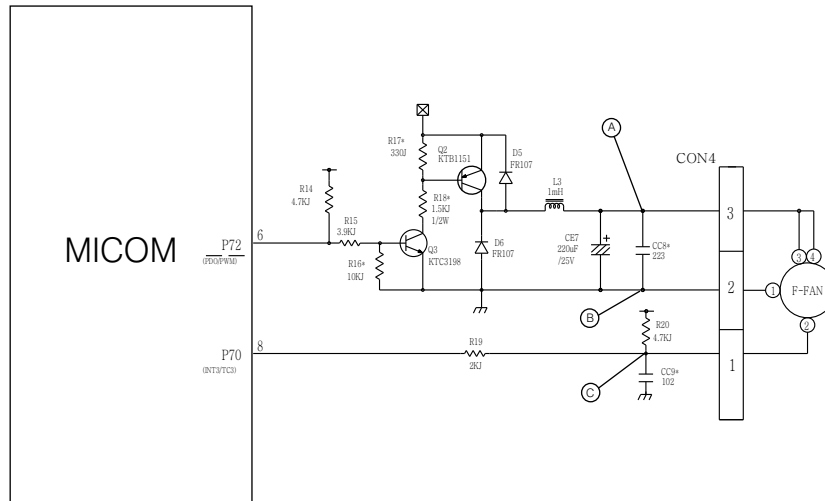 MICOM
P72
(PDO/PWM)
6
P70
(INT3/TC3)
8
R14
4.7KJ
R15
3.9KJ
R16*
10KJ
R17*
330J
R18*
1.5KJ
1/2W
Q2
KTB1151
Q3
KTC3198
D5
FR107
D6
FR107
L3
1mH
CE7
220uF
/25V
+
CC8*
223
A
B
C
R19
2KJ
R20
4.7KJ
CC9*
102
CON4
3
2
1
3
4
1
F-FAN
2